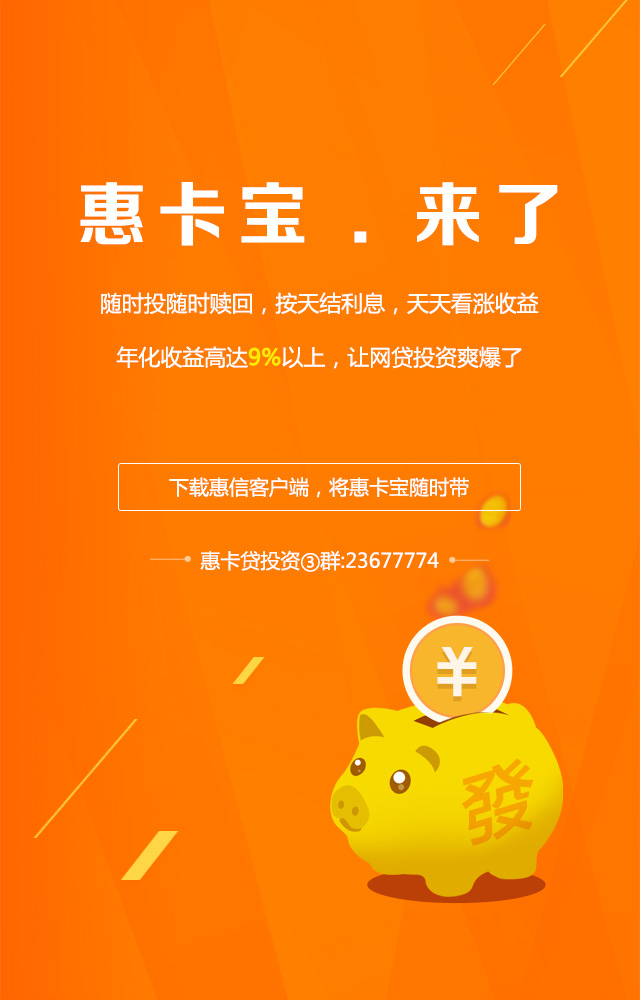 惠卡宝．来了
随时投随时赎回，按天结利息，天天看涨收益
年化收益高达9%以上，让网贷投资爽爆了
下载惠信客户端，将惠卡宝随时带
惠卡贷投资③群:23677774
¥
發